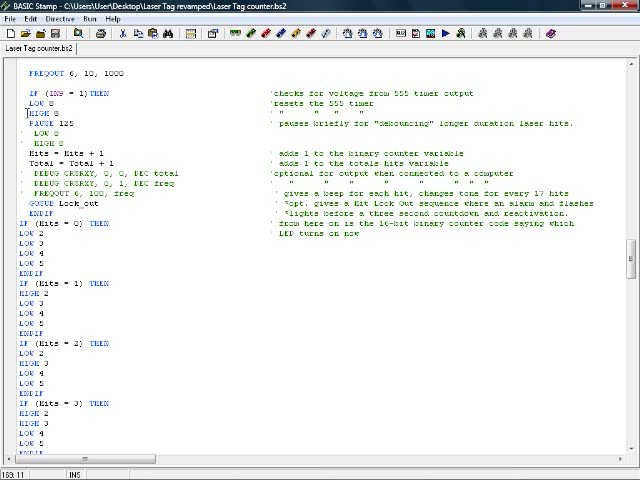 BASIC Stamp - C:\Users\User\Desktop\Laser Tag revamped\Laser Tag counter.bs2
File Edit Directive Run Help
Laser Tag counter.bs2
FREQOUT 6, 10, 1000
IF (IN9 = 1)THEN 'checks for voltage from 555 timer output
LOW 8 'resets the 555 timer
HIGH 8 ' " " " "
PAUSE 125 ' pauses briefly for "debouncing" longer duration laser hits.
' LOW 8
' HIGH 8
Hits = Hits + 1 ' adds 1 to the binary counter variable
Total = Total + 1 ' adds 1 to the totals hits variable
' DEBUG CRSRXY, 0, 0, DEC total 'optional for output when connected to a computer
' DEBUG CRSRXY, 0, 1, DEC freq ' " " " " " " "
' FREQOUT 6, 100, freq ' gives a beep for each hit, changes tone for every 17 hits
GOSUB Lock_out ' *opt. gives a Hit Lock Out sequence where an alarm and flashes
ENDIF ' *lights before a three second countdown and reactivation.
IF (Hits = 0) THEN ' from here on is the 16-bit binary counter code saying which
LOW 2 ' LED turns on now
LOW 3
LOW 4
LOW 5
ENDIF
IF (Hits = 1) THEN
HIGH 2
LOW 3
LOW 4
LOW 5
ENDIF
IF (Hits = 2) THEN
LOW 2
HIGH 3
LOW 4
LOW 5
ENDIF
IF (Hits = 3) THEN
HIGH 2
HIGH 3
LOW 4
LOW 5
ENDIF
169: 11 INS